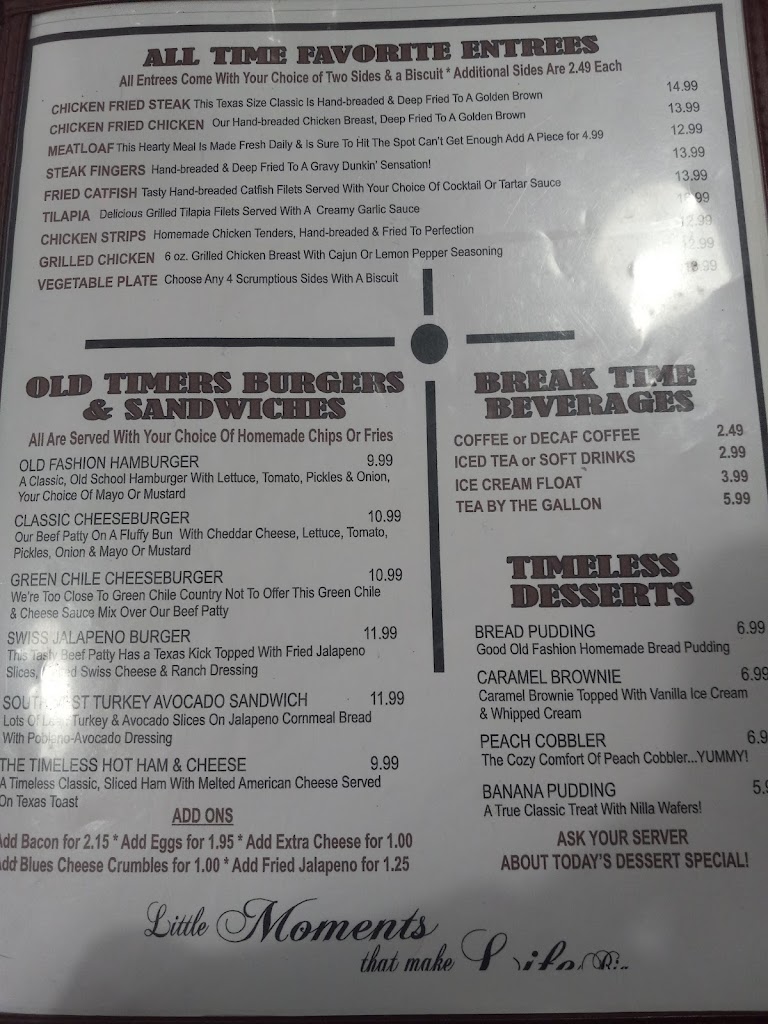 ALL TIME FAVORITE ENTREES
All Entrees Come With Your Choice of Two Sides & a Biscuit * Additional Sides Are 2.49 Each
CHICKEN FRIED STEAK This Texas Size Classic Is Hand-breaded & Deep Fried To A Golden Brown 14.99
CHICKEN FRIED CHICKEN Our Hand-breaded Chicken Breast, Deep Fried To A Golden Brown 13.99
MEATLOAF This Hearty Meal Is Made Fresh Daily & Is Sure To Hit The Spot Can't Get Enough Add A Piece for 4.99 12.99
STEAK FINGERS Hand-breaded & Deep Fried To A Gravy Dunkin' Sensation! 13.99
FRIED CATFISH Tasty Hand-breaded Catfish Filets Served With Your Choice Of Cocktail Or Tartar Sauce 13.99
TILAPIA Delicious Grilled Tilapia Filets Served With A Creamy Garlic Sauce
CHICKEN STRIPS Homemade Chicken Tenders, Hand-breaded & Fried To Perfection 12.99
GRILLED CHICKEN 6 oz. Grilled Chicken Breast With Cajun Or Lemon Pepper Seasoning 12.99
VEGETABLE PLATE Choose Any 4 Scrumptious Sides With A Biscuit
OLD TIMERS BURGERS
& SANDWICHES
All Are Served With Your Choice Of Homemade Chips Or Fries
OLD FASHION HAMBURGER 9.99
A Classic, Old School Hamburger With Lettuce, Tomato, Pickles & Onion,
Your Choice Of Mayo Or Mustard
CLASSIC CHEESEBURGER 10.99
Our Beef Patty On A Fluffy Bun With Cheddar Cheese, Lettuce, Tomato,
Pickles, Onion & Mayo Or Mustard
GREEN CHILE CHEESEBURGER 10.99
We're Too Close To Green Chile Country Not To Offer This Green Chile
& Cheese Sauce Mix Over Our Beef Patty
SWISS JALAPENO BURGER 11.99
This Tasty Beef Patty Has a Texas Kick Topped With Fried Jalapeno
Slices, Swiss Cheese & Ranch Dressing
TURKEY AVOCADO SANDWICH 11.99
Lots Of Turkey & Avocado Slices On Jalapeno Cornmeal Bread
With Poblano-Avocado Dressing
THE TIMELESS HOT HAM & CHEESE 9.99
A Timeless Classic, Sliced Ham With Melted American Cheese Served
On Texas Toast
ADD ONS
Add Bacon for 2.15 * Add Eggs for 1.95 * Add Extra Cheese for 1.00
Add Blues Cheese Crumbles for 1.00 * Add Fried Jalapeno for 1.25
BREAK TIME
BEVERAGES
COFFEE or DECAF COFFEE 2.49
ICED TEA or SOFT DRINKS 2.99
ICE CREAM FLOAT 3.99
TEA BY THE GALLON 5.99
TIMELESS
DESSERTS
BREAD PUDDING 6.99
Good Old Fashion Homemade Bread Pudding
CARAMEL BROWNIE 6.99
Caramel Brownie Topped With Vanilla Ice Cream
& Whipped Cream
PEACH COBBLER 6.9
The Cozy Comfort Of Peach Cobbler...YUMMY!
BANANA PUDDING 5.
A True Classic Treat With Nilla Wafers!
ASK YOUR SERVER
ABOUT TODAY'S DESSERT SPECIAL!
Little Moments
that make Life